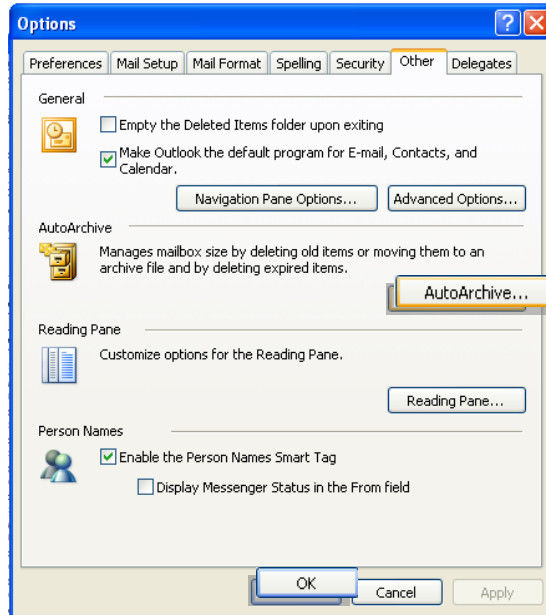 Options
Preferences Mail Setup Mail Format Spelling Security Other Delegates
General
Empty the Deleted Items folder upon exiting
Make Outlook the default program for E-mail, Contacts, and
Calendar.
Navigation Pane Options... Advanced Options...
AutoArchive
Manages mailbox size by deleting old items or moving them to an
archive file and by deleting expired items.
AutoArchive...
Reading Pane
Customize options for the Reading Pane.
Reading Pane...
Person Names
Enable the Person Names Smart Tag
Display Messenger Status in the From field
OK Cancel Apply